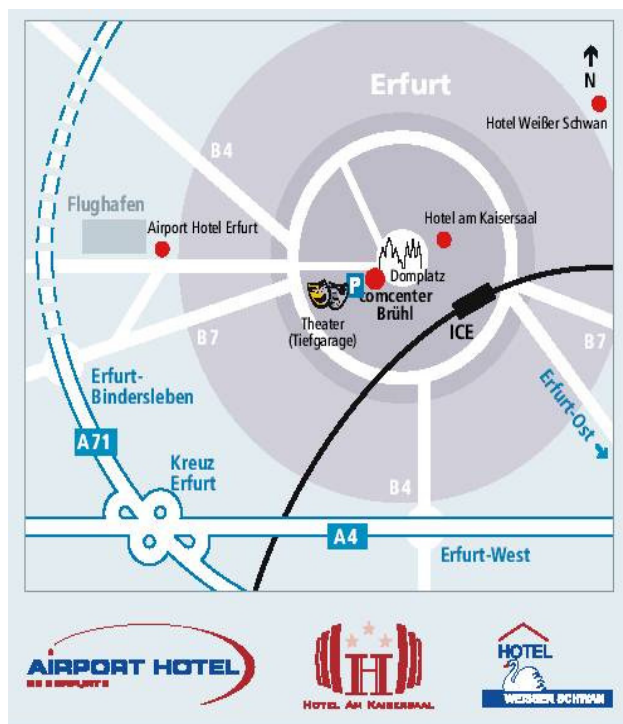 Erfurt
N
Hotel Weißer Schwan
B4
Flughafen
Airport Hotel Erfurt
Hotel am Kaisersaal
Domplatz
P
comcenter
Brühl
Theater
(Tiefgarage)
ICE
B7
B7
Erfurt-
Bindersleben
Erfurt-Ost
A71
Kreuz
Erfurt
B4
A4
Erfurt-West
AIRPORT HOTEL
H
HOTEL AM KAISERSAAL
HOTEL
WEISSER SCHWAN